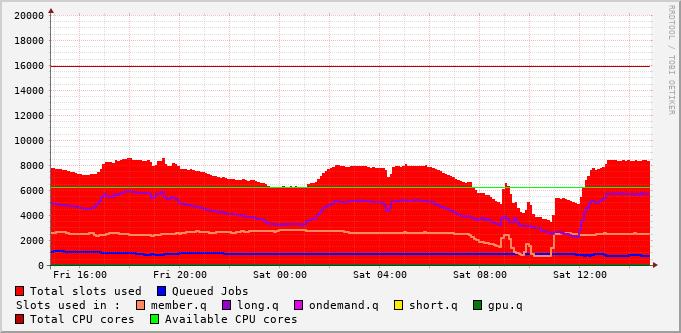 20000
18000
16000
14000
12000
10000
8000
6000
4000
2000
0
Fri 16:00 Fri 20:00 Sat 00:00 Sat 04:00 Sat 08:00 Sat 12:00
RRDTOOL / TOBI OETIKER
Total slots used Queued Jobs
Slots used in : member.q long.q ondemand.q short.q gpu.q
Total CPU cores Available CPU cores